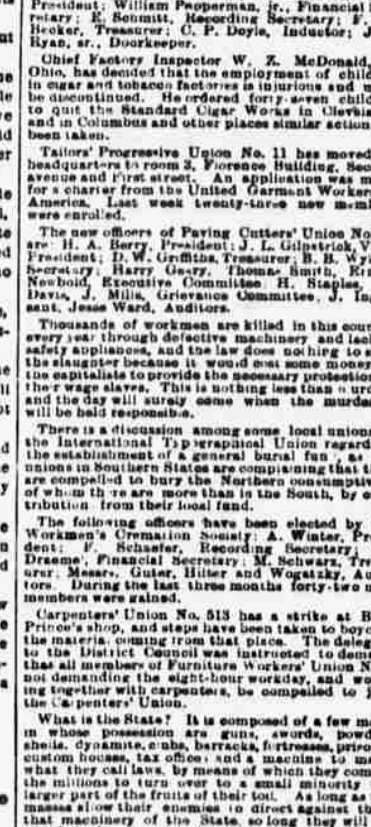 President; William Pepperman, jr., Financial
retary; E. Schmitt, Recording Secretary; F.
Becker, Treasurer; C. P. Doyle, Inductor; J
Ryan, sr., Doorkeeper.
Chief Factory Inspector W. Z. McDonald,
Ohio, has decided that the employment of child
in cigar and tobacco factories is injurious and m
be discontinued. He ordered forty-seven child
to quit the Standard Cigar Works in Clevela
and in Columbus and other places similar action
been taken.
Tailors' Progressive Union No. 11 has moved
headquarters to room 3, Florence Building, Seco
avenue and First street. An application was m
for a charter from the United Garment Workers
America. Last week twenty-three new memb
were enrolled.
The new officers of Paving Cutters' Union No
are: H. A. Berry, President; J. L. Gilpatrick, V
President; D. W. Griffiths, Treasurer; B. B. Wy
Secretary; Harry Geary, Thomas Smith,
Newbold, Executive Committee; H. Staples,
Davis, J. Mills, Grievance Committee, J. In
sent, Jesse Ward, Auditors.
Thousands of workmen are killed in this coun
every year through defective machinery and lac
safety appliances, and the law does nothing to s
the slaughter because it would cost some money
the capitalists to provide the necessary protection
their wage slaves. This is nothing less than urd
and the day will surely come when the murder
will be held responsible.
There is a discussion among some local unions
the International Typographical Union regard
the establishment of a general burial fun, as
unions in Southern States are complaining that th
are compelled to bury the Northern consumptive
of whom th re are more than in the South, by
tribution from their local fund.
The following officers have been elected by
Workmen's Cremation Society: A. Winter, Pre
dent; F. Schaefer, Recording Secretary;
Draeme', Financial Secretary; M. Schwarz, Tre
urer; Messrs. Guter, Hilser and Wogatzky, Au
tors. During the last three months forty-two n
members were gained.
Carpenters' Union No. 513 has a strike at B
Prince's shop, and steps have been taken to boyc
the material coming from that place. The deleg
to the District Council was instructed to dem
that all members of Furniture Workers' Union N
not demanding the eight-hour workday, and wo
ing together with carpenters, be compelled to j
the Carpenters' Union.
What is the State? It is composed of a few me
in whose possession are guns, swords, powd
shells, dynamite, clubs, barracks, fortresses, priso
custom houses, tax offices and a machine to m
what they call laws, by means of which they com
the millions to turn over to a small minority
larger part of the fruits of their toil. As long as
masses allow their enemies to direct against th
that machinery of the State, so long they will